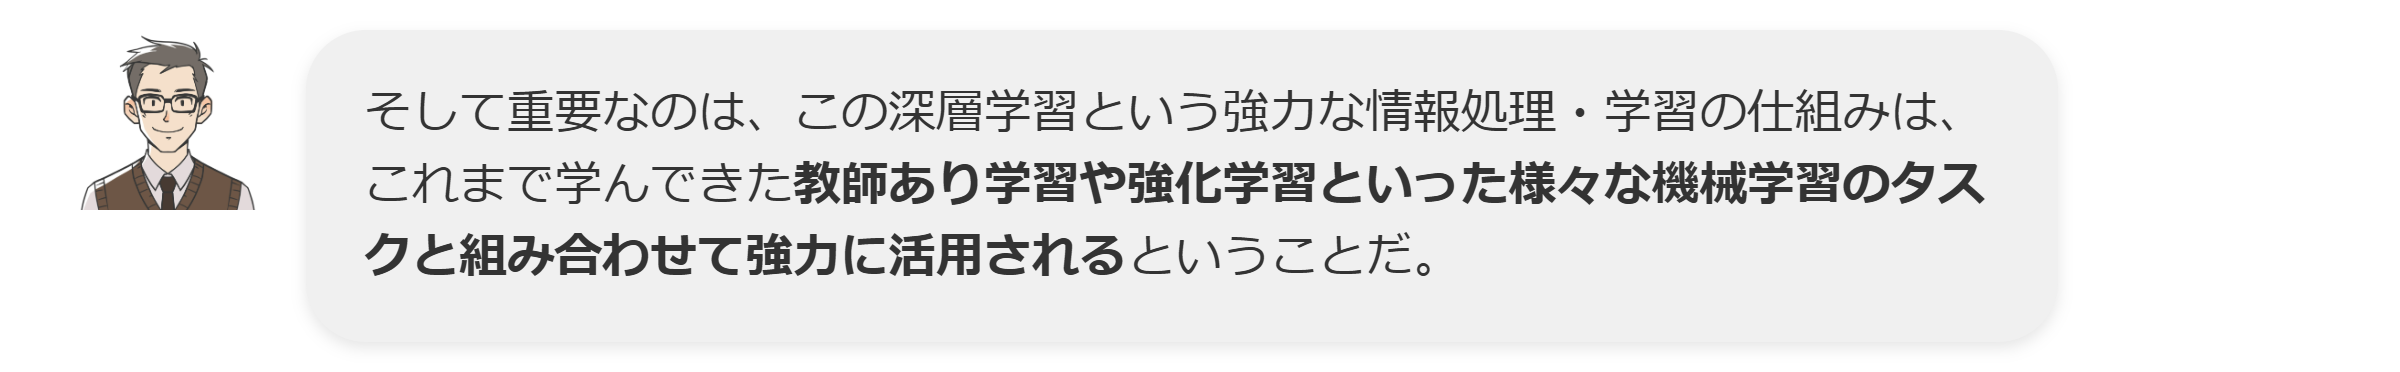 そして重要なのは、この深層学習という強力な情報処理・学習の仕組みは、
これまで学んできた教師あり学習や強化学習といった様々な機械学習のタス
クと組み合わせて強力に活用されるということだ。